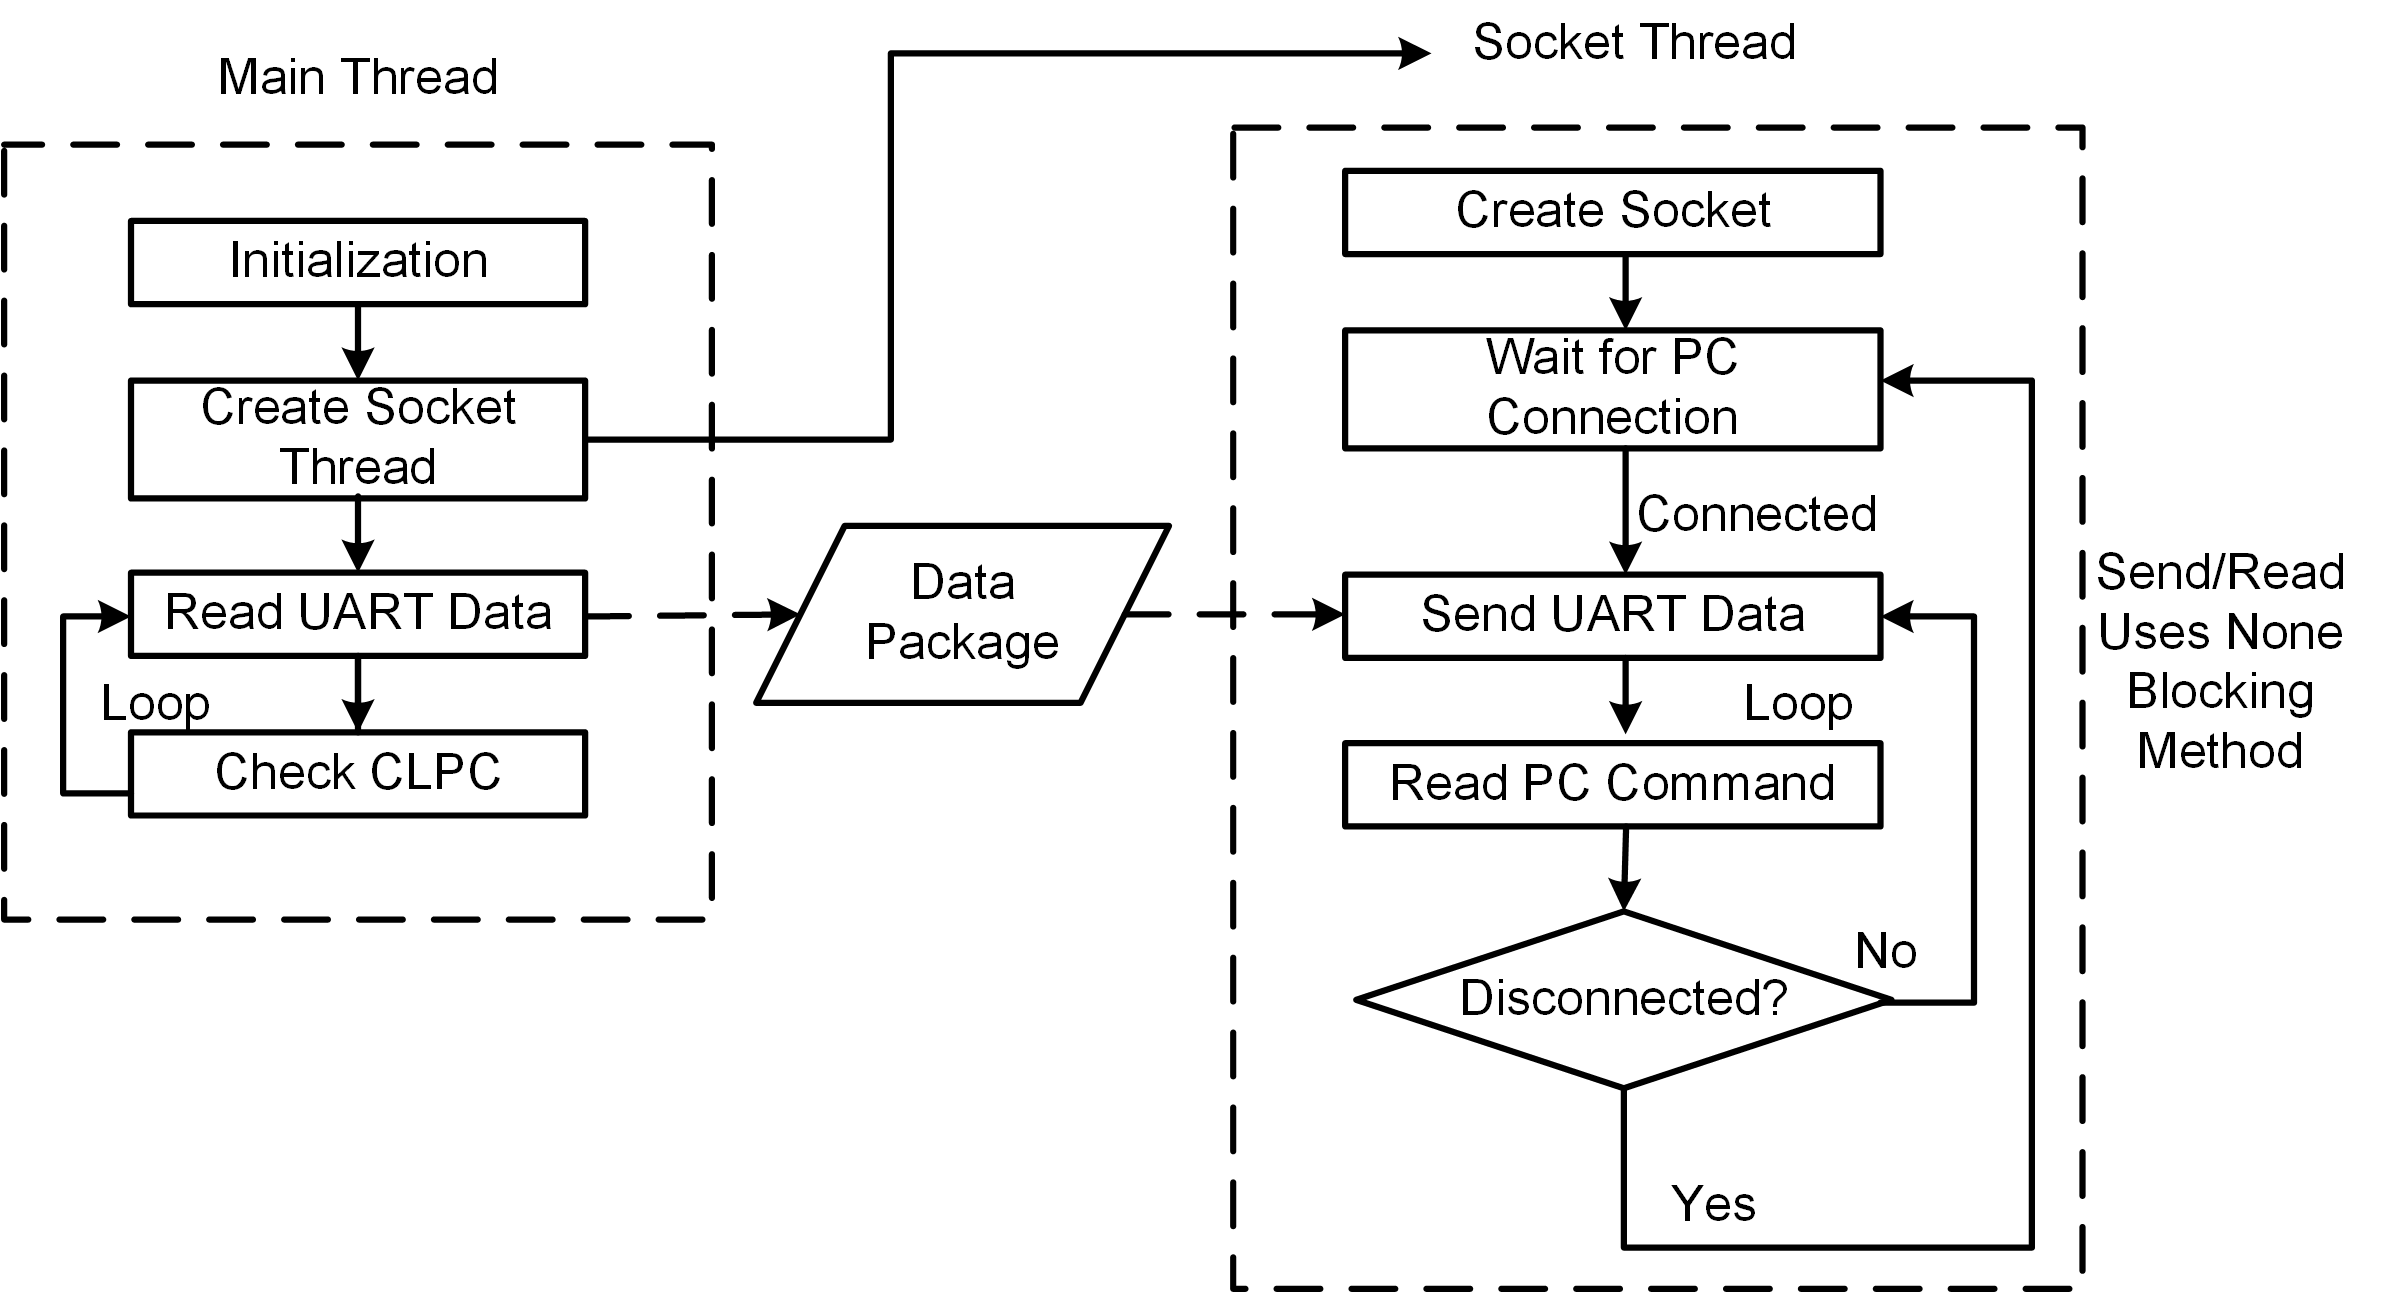 Main Thread
Initialization
Create Socket
Thread
Read UART Data
Loop
Check CLPC
Data
Package
Socket Thread
Create Socket
Wait for PC
Connection
Connected
Send UART Data
Loop
Read PC Command
Disconnected?
No
Yes
Send/Read
Uses None
Blocking
Method